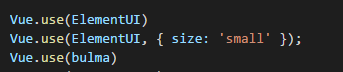 Vue.use(ElementUI)
Vue.use(ElementUI, { size: 'small' });
Vue.use(bulma)